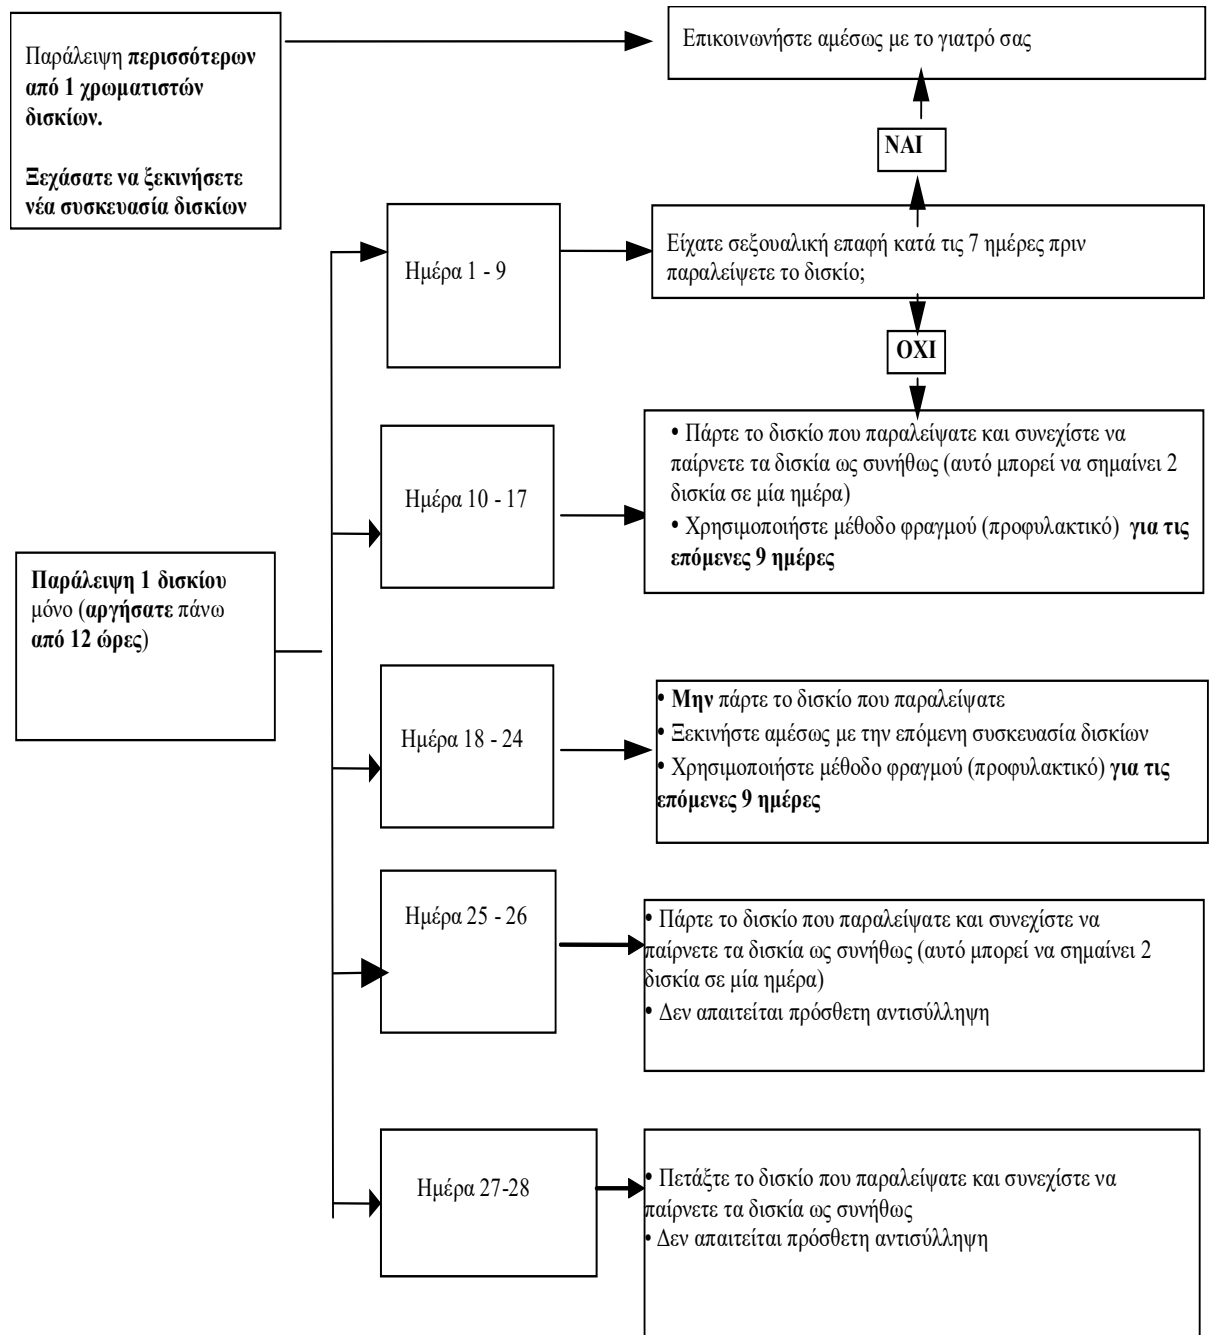 Παράλειψη περισσότερων
από 1 χρωματιστών
δισκίων.
Ξεχάσατε να ξεκινήσετε
νέα συσκευασία δισκίων
Επικοινωνήστε αμέσως με το γιατρό σας
ΝΑΙ
Ημέρα 1 - 9
Είχατε σεξουαλική επαφή κατά τις 7 ημέρες πριν
παραλείψετε το δισκίο;
ΟΧΙ
Ημέρα 10 - 17
• Πάρτε το δισκίο που παραλείψατε και συνεχίστε να
παίρνετε τα δισκία ως συνήθως (αυτό μπορεί να σημαίνει 2
δισκία σε μία ημέρα)
• Χρησιμοποιήστε μέθοδο φραγμού (προφυλακτικό) για τις
επόμενες 9 ημέρες
Παράλειψη 1 δισκίου
μόνο (αργήσατε πάνω
από 12 ώρες)
Ημέρα 18 - 24
• Μην πάρτε το δισκίο που παραλείψατε
• Ξεκινήστε αμέσως με την επόμενη συσκευασία δισκίων
• Χρησιμοποιήστε μέθοδο φραγμού (προφυλακτικό) για τις
επόμενες 9 ημέρες
Ημέρα 25 - 26
• Πάρτε το δισκίο που παραλείψατε και συνεχίστε να
παίρνετε τα δισκία ως συνήθως (αυτό μπορεί να σημαίνει 2
δισκία σε μία ημέρα)
• Δεν απαιτείται πρόσθετη αντισύλληψη
Ημέρα 27-28
• Πετάξτε το δισκίο που παραλείψατε και συνεχίστε να
παίρνετε τα δισκία ως συνήθως
• Δεν απαιτείται πρόσθετη αντισύλληψη